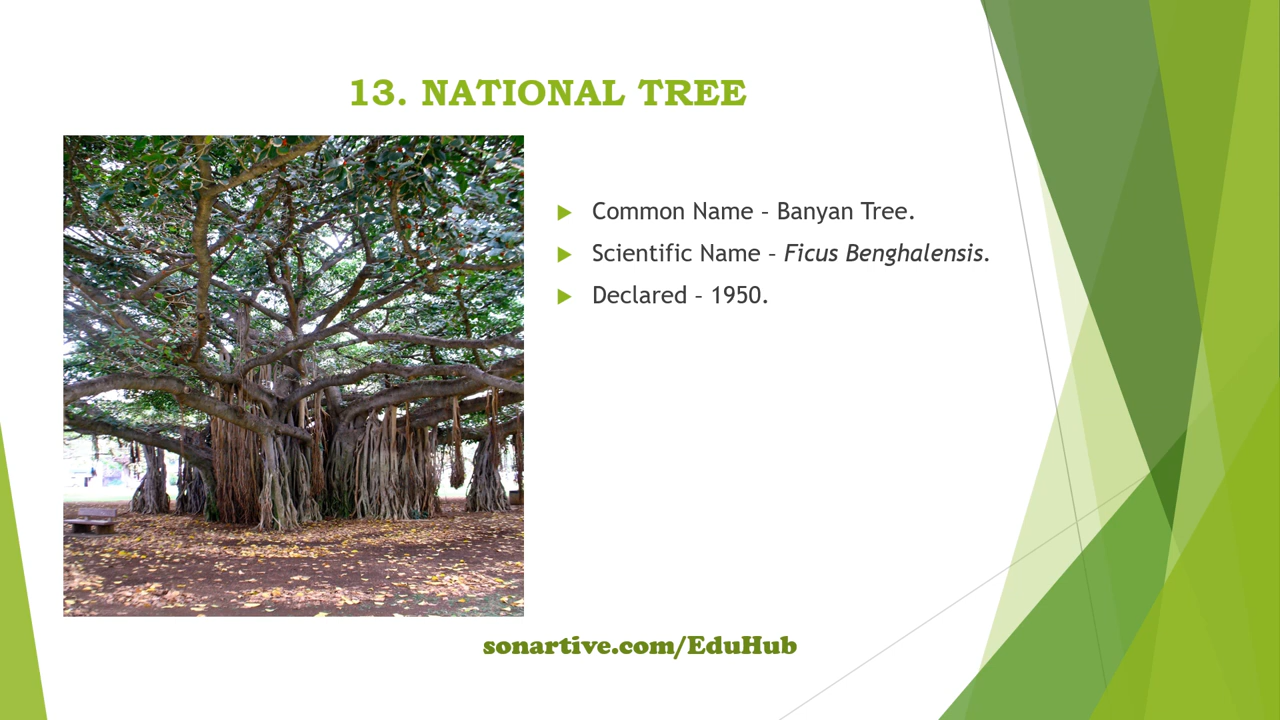 13. NATIONAL TREE
Common Name – Banyan Tree.
Scientific Name – Ficus Benghalensis.
Declared – 1950.
sonartive.com/EduHub